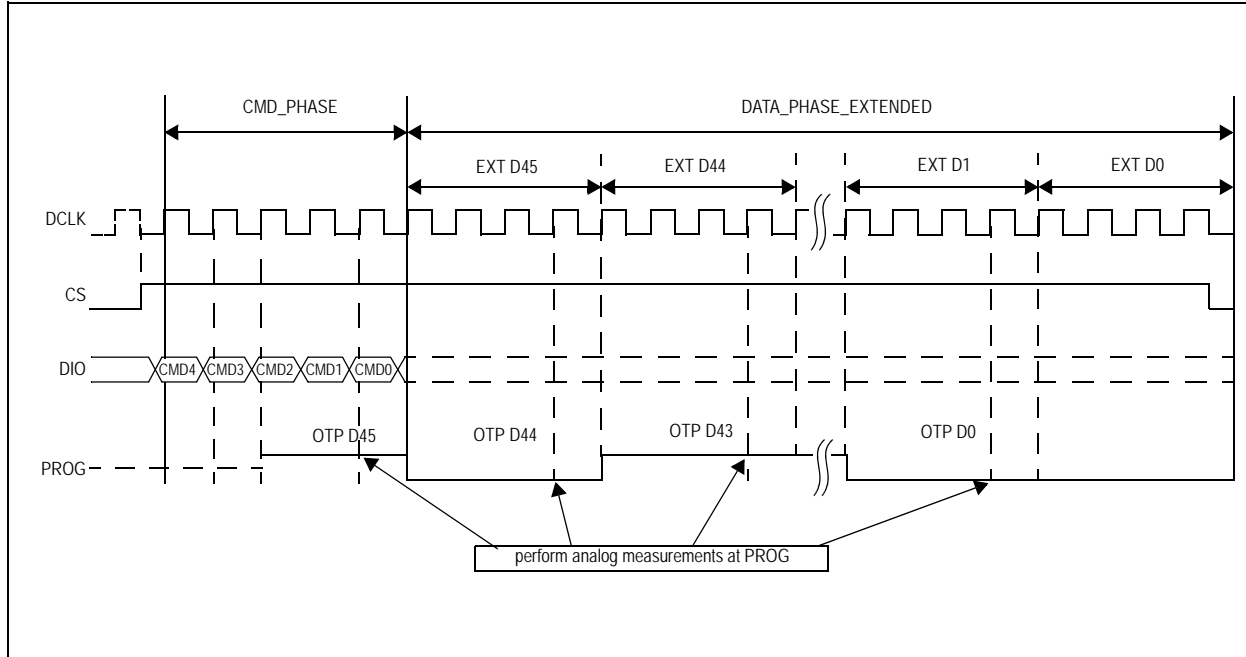 CMD_PHASE
DATA_PHASE_EXTENDED
EXT D45
EXT D44
EXT D1
EXT D0
DCLK
CS
DIO
CMD4
CMD3
CMD2
CMD1
CMD0
OTP D45
OTP D44
OTP D43
OTP D0
PROG
perform analog measurements at PROG